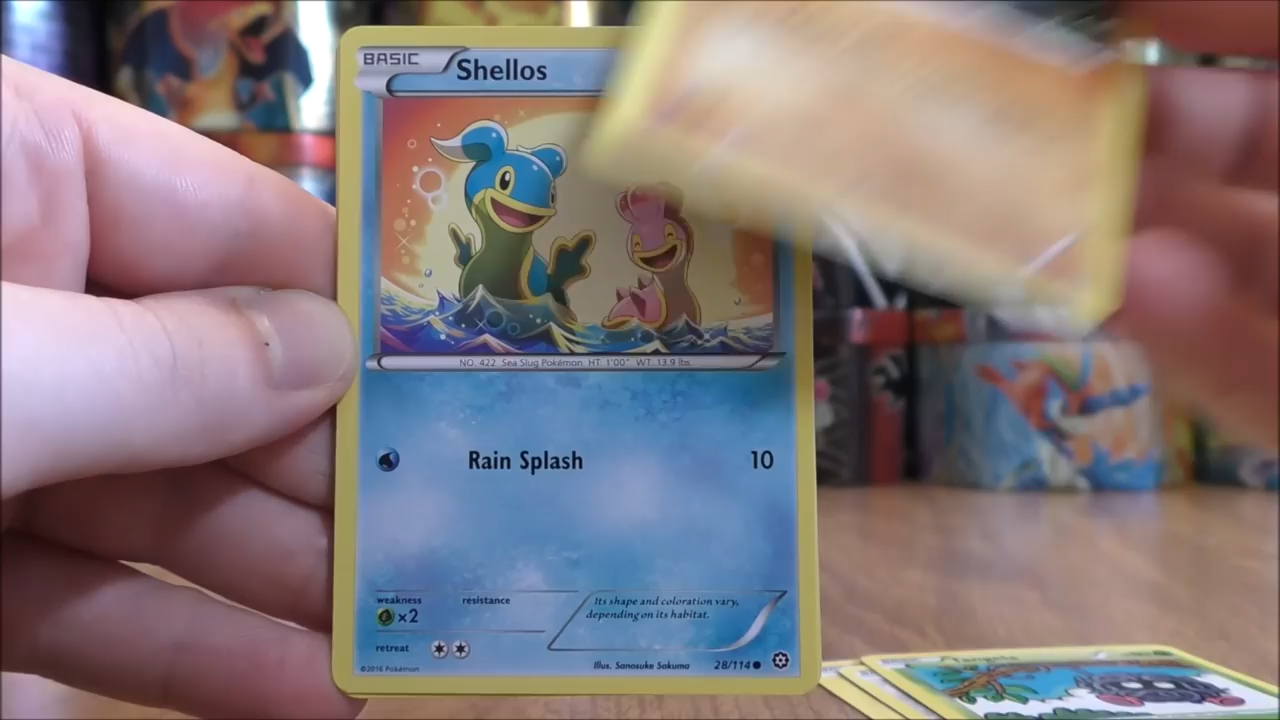 BASIC Shellos
NO. 422 Sea Slug Pokémon HT: 1'00" WT: 13.9 lbs.
Rain Splash 10
weakness resistance
×2
retreat
Its shape and coloration vary,
depending on its habitat.
©2016 Pokémon Illus. Sanosuke Sakuma 28/114